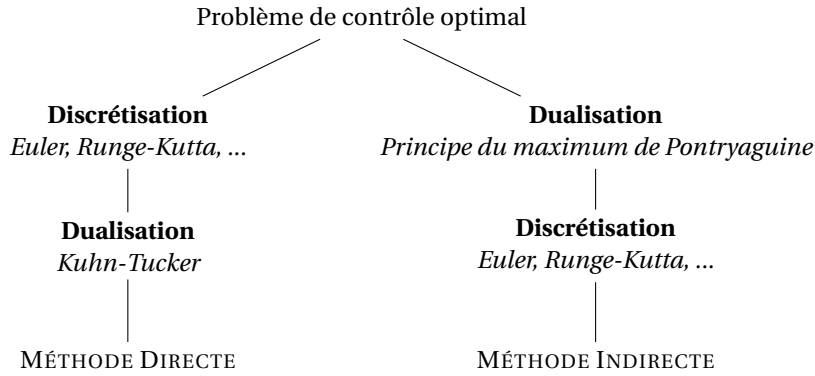 Problème de contrôle optimal
Discrétisation
Euler, Runge-Kutta, ...
Dualisation
Kuhn-Tucker
MÉTHODE DIRECTE
Dualisation
Principe du maximum de Pontryaguine
Discrétisation
Euler, Runge-Kutta, ...
MÉTHODE INDIRECTE